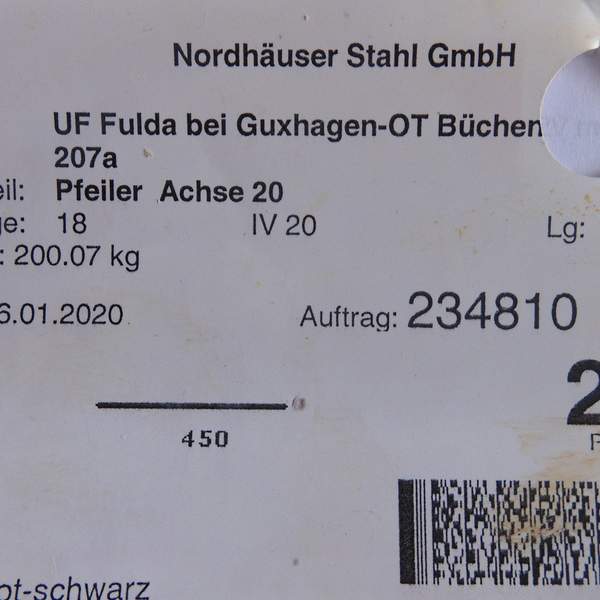 Nordhäuser Stahl GmbH
UF Fulda bei Guxhagen-OT Büchen
207a
eil: Pfeiler Achse 20
ge: 18 IV 20 Lg:
: 200.07 kg
6.01.2020 Auftrag: 234810
2
450
ot-schwarz